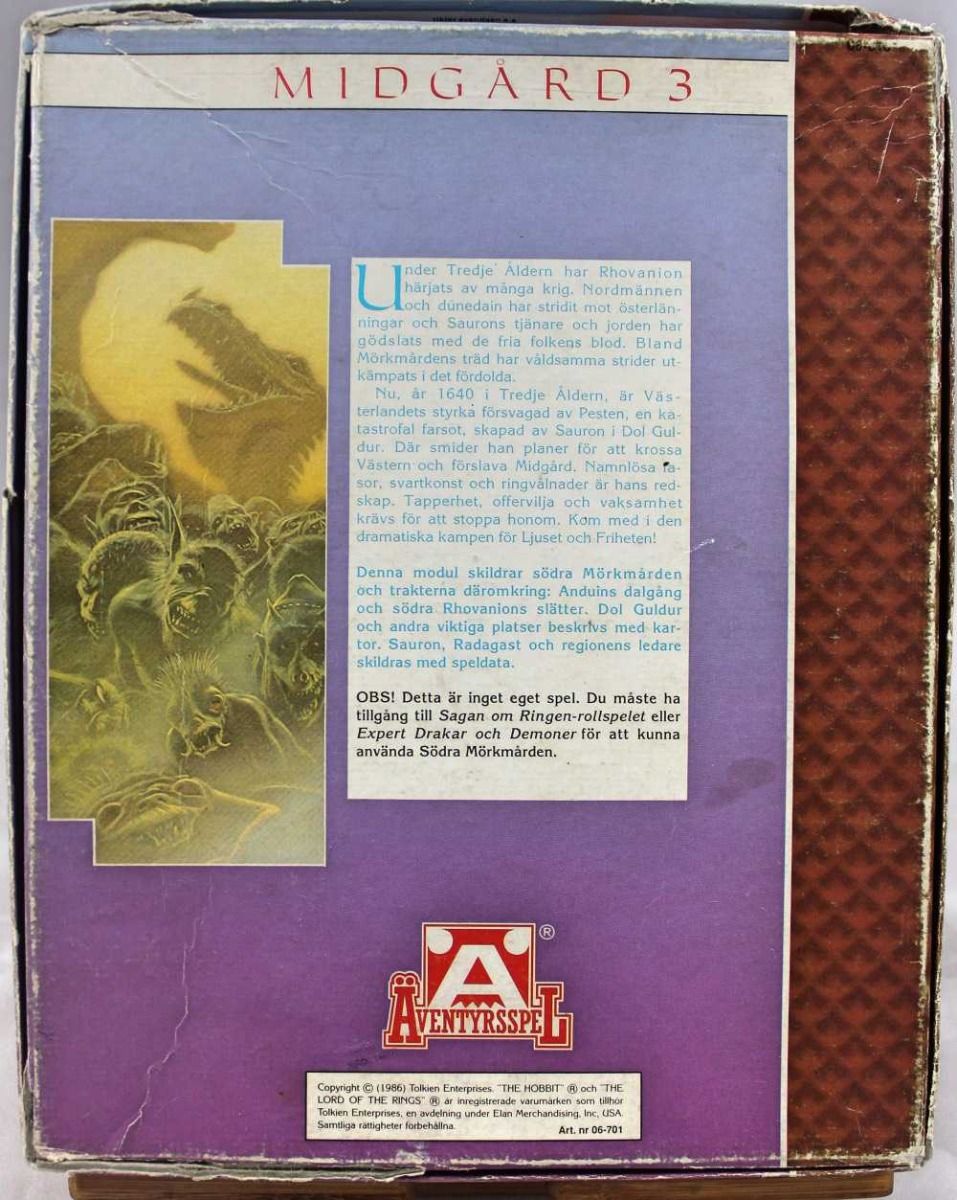 MIDGÅRD 3
Under Tredje Åldern har Rhovanion
härjats av många krig. Nordmännen
och dúnedain har stridit mot österlän-
ningar och Saurons tjänare och jorden har
gödslats med de fria folkens blod. Bland
Mörkmårdens träd har våldsamma strider ut-
kämpats i det fördolda.
Nu, år 1640 i Tredje Åldern, är Väs-
terlandets styrka försvagad av Pesten, en ka-
tastrofal farsot, skapad av Sauron i Dol Gul-
dur. Där smider han planer för att krossa
Västern och förslava Midgård. Namnlösa fa-
sor, svartkonst och ringvålnader är hans red-
skap. Tapperhet, offervilja och vaksamhet
krävs för att stoppa honom. Kom med i den
dramatiska kampen för Ljuset och Friheten!
Denna modul skildrar södra Mörkmården
och trakterna däromkring: Anduins dalgång
och södra Rhovanions slätter. Dol Guldur
och andra viktiga platser beskrivs med kar-
tor. Sauron, Radagast och regionens ledare
skildras med speldata.
OBS! Detta är inget eget spel. Du måste ha
tillgång till Sagan om Ringen-rollspelet eller
Expert Drakar och Demoner för att kunna
använda Södra Mörkmården.
Ä ®
ÄVENTYRSSPEL
Copyright © (1986) Tolkien Enterprises. "THE HOBBIT" ® och "THE
LORD OF THE RINGS" ® är inregistrerade varumärken som tillhör
Tolkien Enterprises, en avdelning under Elan Merchandising, Inc, USA.
Samtliga rättigheter förbehållna.
Art. nr 06-701